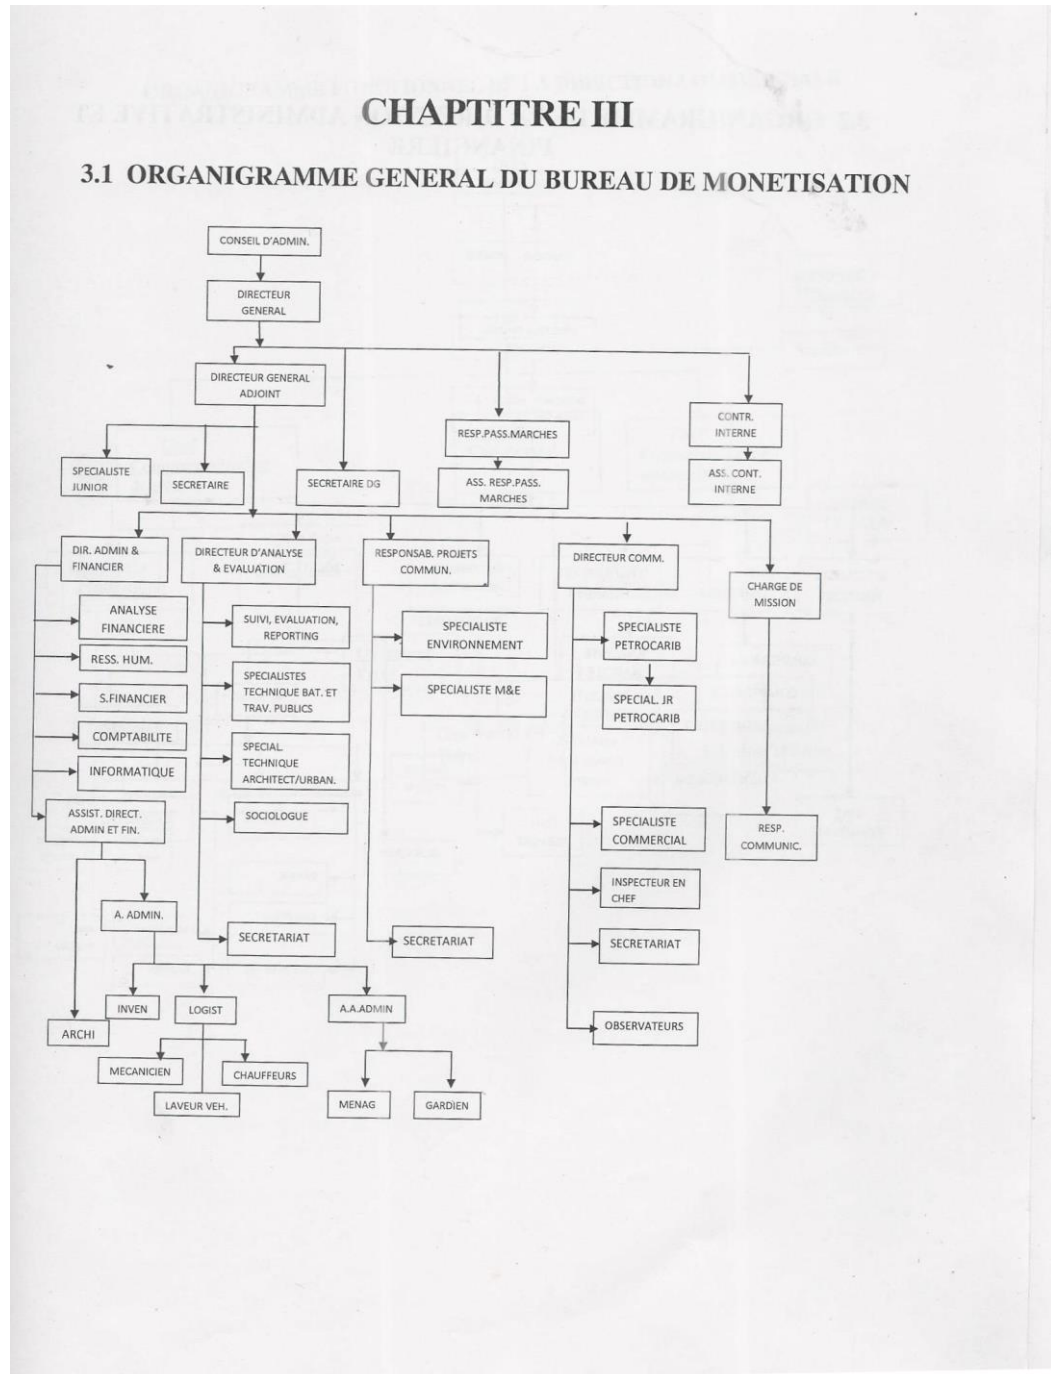 CHAPTITRE III
3.1 ORGANIGRAMME GENERAL DU BUREAU DE MONETISATION
CONSEIL D'ADMIN.
DIRECTEUR
GENERAL
DIRECTEUR GENERAL
ADJOINT
SPECIALISTE
JUNIOR
SECRETAIRE
SECRETAIRE DG
RESP.PASS.MARCHES
ASS. RESP.PASS.
MARCHES
CONTR.
INTERNE
ASS. CONT.
INTERNE
DIR. ADMIN &
FINANCIER
ANALYSE
FINANCIERE
RESS. HUM.
S.FINANCIER
COMPTABILITE
INFORMATIQUE
ASSIST. DIRECT.
ADMIN ET FIN.
A. ADMIN.
ARCHI
INVEN
LOGIST
A.A.ADMIN
MECANICIEN
CHAUFFEURS
LAVEUR VEH.
MENAG
GARDIEN
DIRECTEUR D'ANALYSE
& EVALUATION
SUIVI, EVALUATION,
REPORTING
SPECIALISTES
TECHNIQUE BAT. ET
TRAV. PUBLICS
SPECIAL.
TECHNIQUE
ARCHITECT/URBAN.
SOCIOLOGUE
SECRETARIAT
RESPONSAB. PROJETS
COMMUN.
SPECIALISTE
ENVIRONNEMENT
SPECIALISTE M&E
SECRETARIAT
DIRECTEUR COMM.
SPECIALISTE
PETROCARIB
SPECIAL. JR
PETROCARIB
SPECIALISTE
COMMERCIAL
INSPECTEUR EN
CHEF
SECRETARIAT
OBSERVATEURS
CHARGE DE
MISSION
RESP.
COMMUNIC.